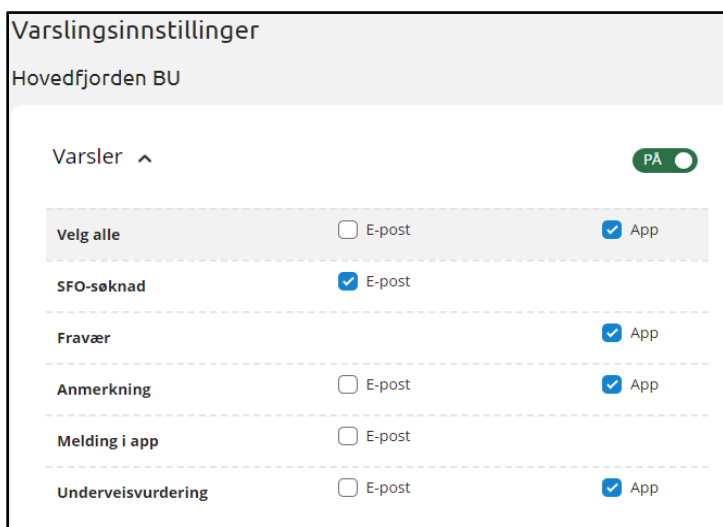 Varslingsinnstillinger
Hovedfjorden BU
Varsler PÅ
Velg alle E-post App
SFO-søknad E-post
Fravær App
Anmerkning E-post App
Melding i app E-post
Underveisvurdering E-post App